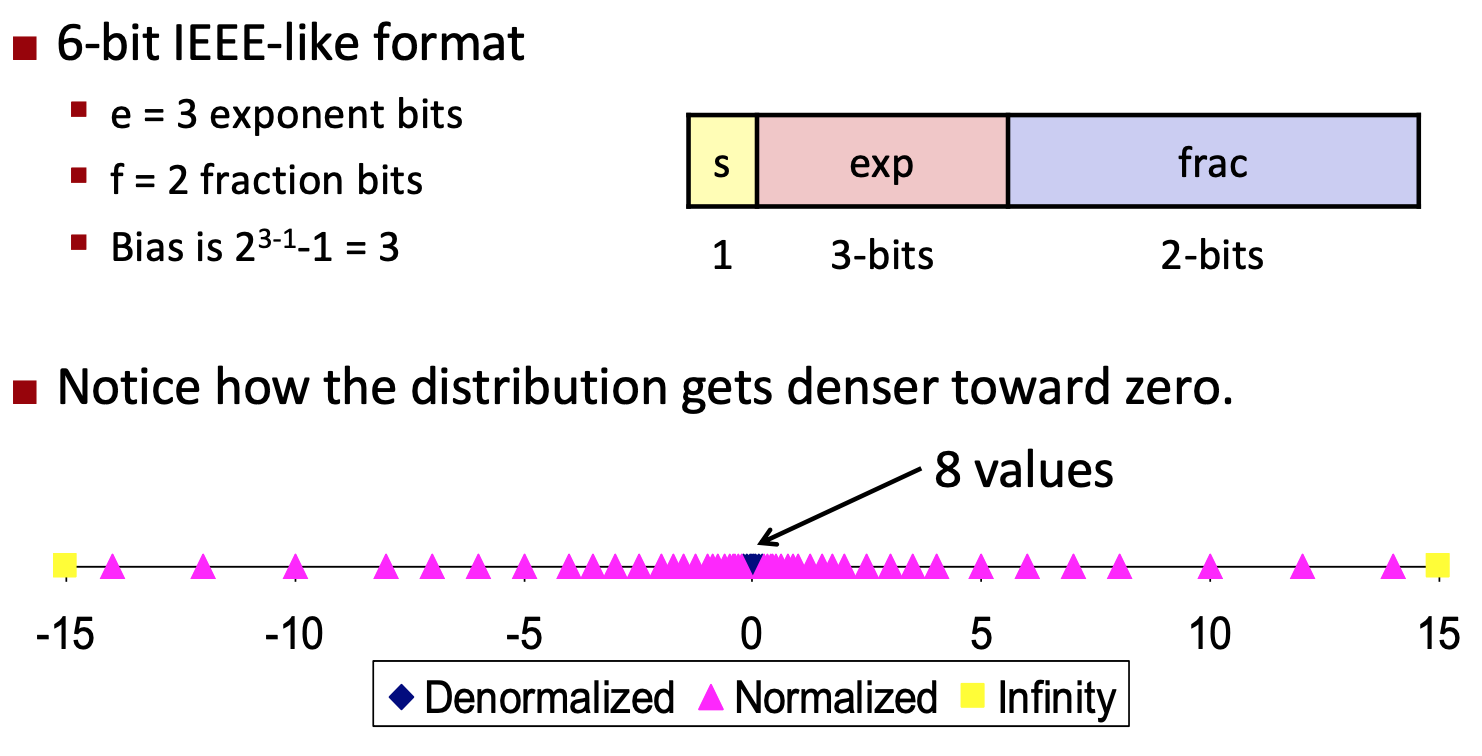 ■ 6-bit IEEE-like format
▪ e = 3 exponent bits
▪ f = 2 fraction bits
▪ Bias is 2³⁻¹-1 = 3
s exp frac
1 3-bits 2-bits
■ Notice how the distribution gets denser toward zero.
8 values
-15 -10 -5 0 5 10 15
Denormalized Normalized Infinity